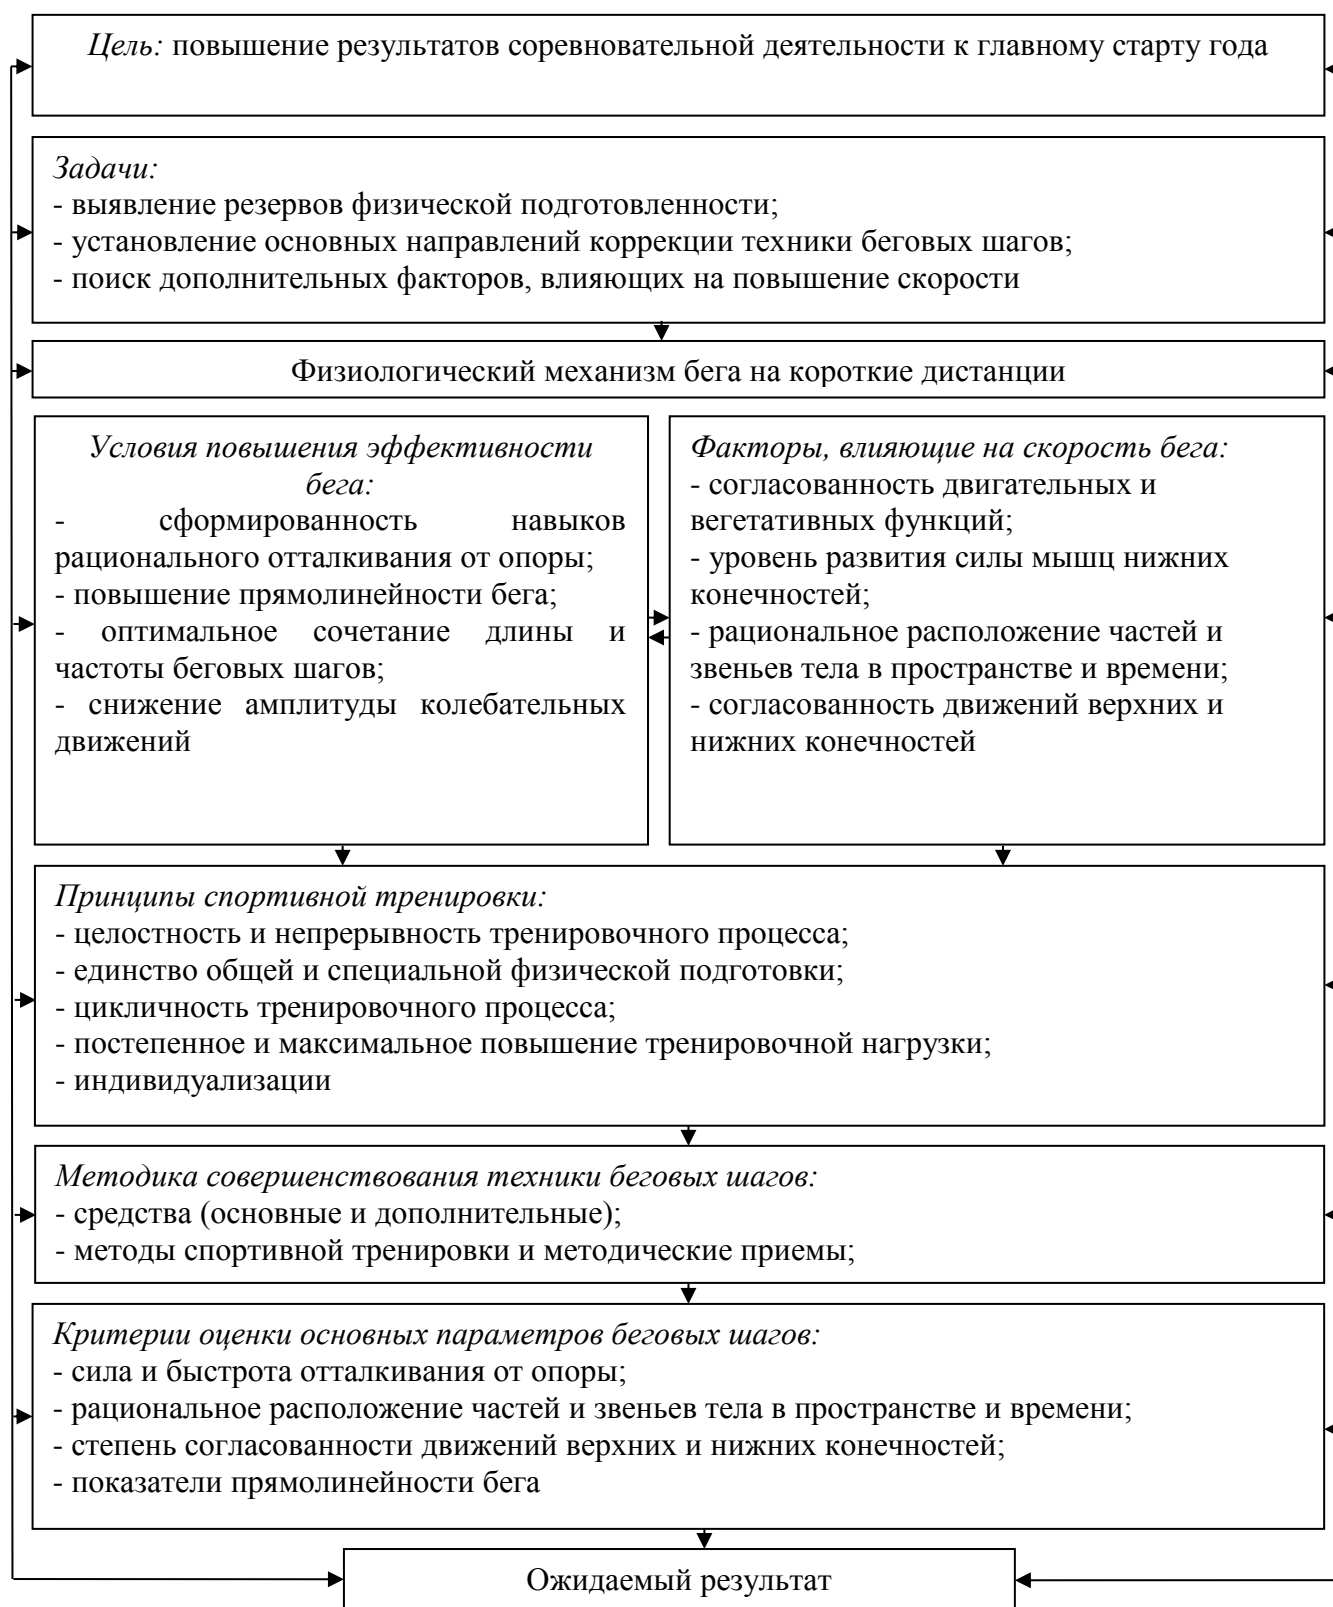 Цель: повышение результатов соревновательной деятельности к главному старту года
Задачи:
- выявление резервов физической подготовленности;
- установление основных направлений коррекции техники беговых шагов;
- поиск дополнительных факторов, влияющих на повышение скорости
Физиологический механизм бега на короткие дистанции
Условия повышения эффективности
бега:
- сформированность навыков
рационального отталкивания от опоры;
- повышение прямолинейности бега;
- оптимальное сочетание длины и
частоты беговых шагов;
- снижение амплитуды колебательных
движений
Факторы, влияющие на скорость бега:
- согласованность двигательных и
вегетативных функций;
- уровень развития силы мышц нижних
конечностей;
- рациональное расположение частей и
звеньев тела в пространстве и времени;
- согласованность движений верхних и
нижних конечностей
Принципы спортивной тренировки:
- целостность и непрерывность тренировочного процесса;
- единство общей и специальной физической подготовки;
- цикличность тренировочного процесса;
- постепенное и максимальное повышение тренировочной нагрузки;
- индивидуализации
Методика совершенствования техники беговых шагов:
- средства (основные и дополнительные);
- методы спортивной тренировки и методические приемы;
Критерии оценки основных параметров беговых шагов:
- сила и быстрота отталкивания от опоры;
- рациональное расположение частей и звеньев тела в пространстве и времени;
- степень согласованности движений верхних и нижних конечностей;
- показатели прямолинейности бега
Ожидаемый результат